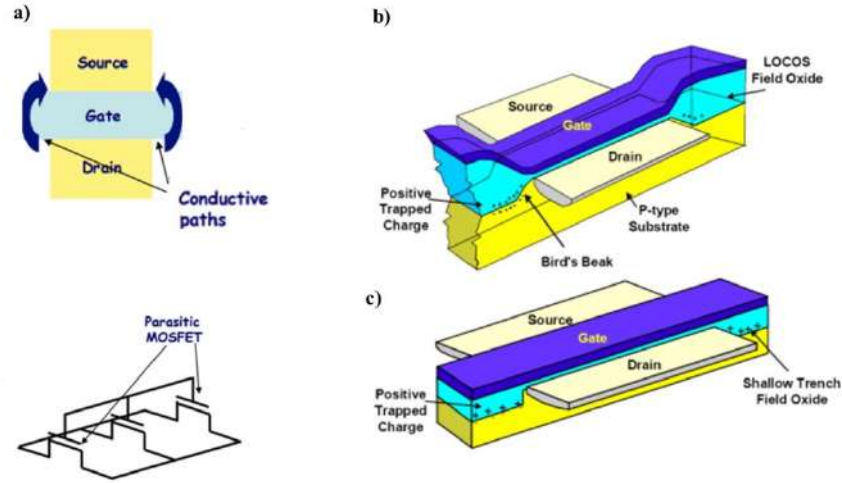 a)
Source
Gate
Drain
Conductive
paths
Parasitic
MOSFET
b)
LOCOS
Field Oxide
Source
Gate
Drain
Positive
Trapped
Charge
P-type
Substrate
Bird's Beak
c)
Source
Gate
Drain
Positive
Trapped
Charge
Shallow Trench
Field Oxide